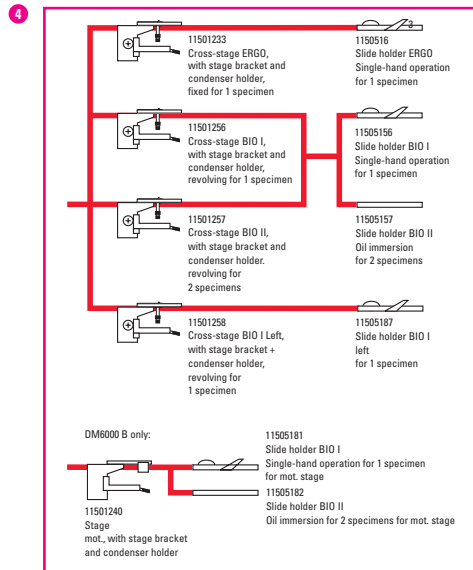 4
11501233
Cross-stage ERGO,
with stage bracket and
condenser holder,
fixed for 1 specimen
3
1150516
Slide holder ERGO
Single-hand operation
for 1 specimen
11501256
Cross-stage BIO I,
with stage bracket and
condenser holder,
revolving for 1 specimen
11505156
Slide holder BIO I
Single-hand operation
for 1 specimen
11501257
Cross-stage BIO II,
with stage bracket and
condenser holder.
revolving for
2 specimens
11505157
Slide holder BIO II
Oil immersion
for 2 specimens
11501258
Cross-stage BIO I Left,
with stage bracket +
condenser holder,
revolving for
1 specimen
11505187
Slide holder BIO I
left
for 1 specimen
DM6000 B only:
11501240
Stage
mot., with stage bracket
and condenser holder
11505181
Slide holder BIO I
Single-hand operation for 1 specimen
for mot. stage
11505182
Slide holder BIO II
Oil immersion for 2 specimens for mot. stage